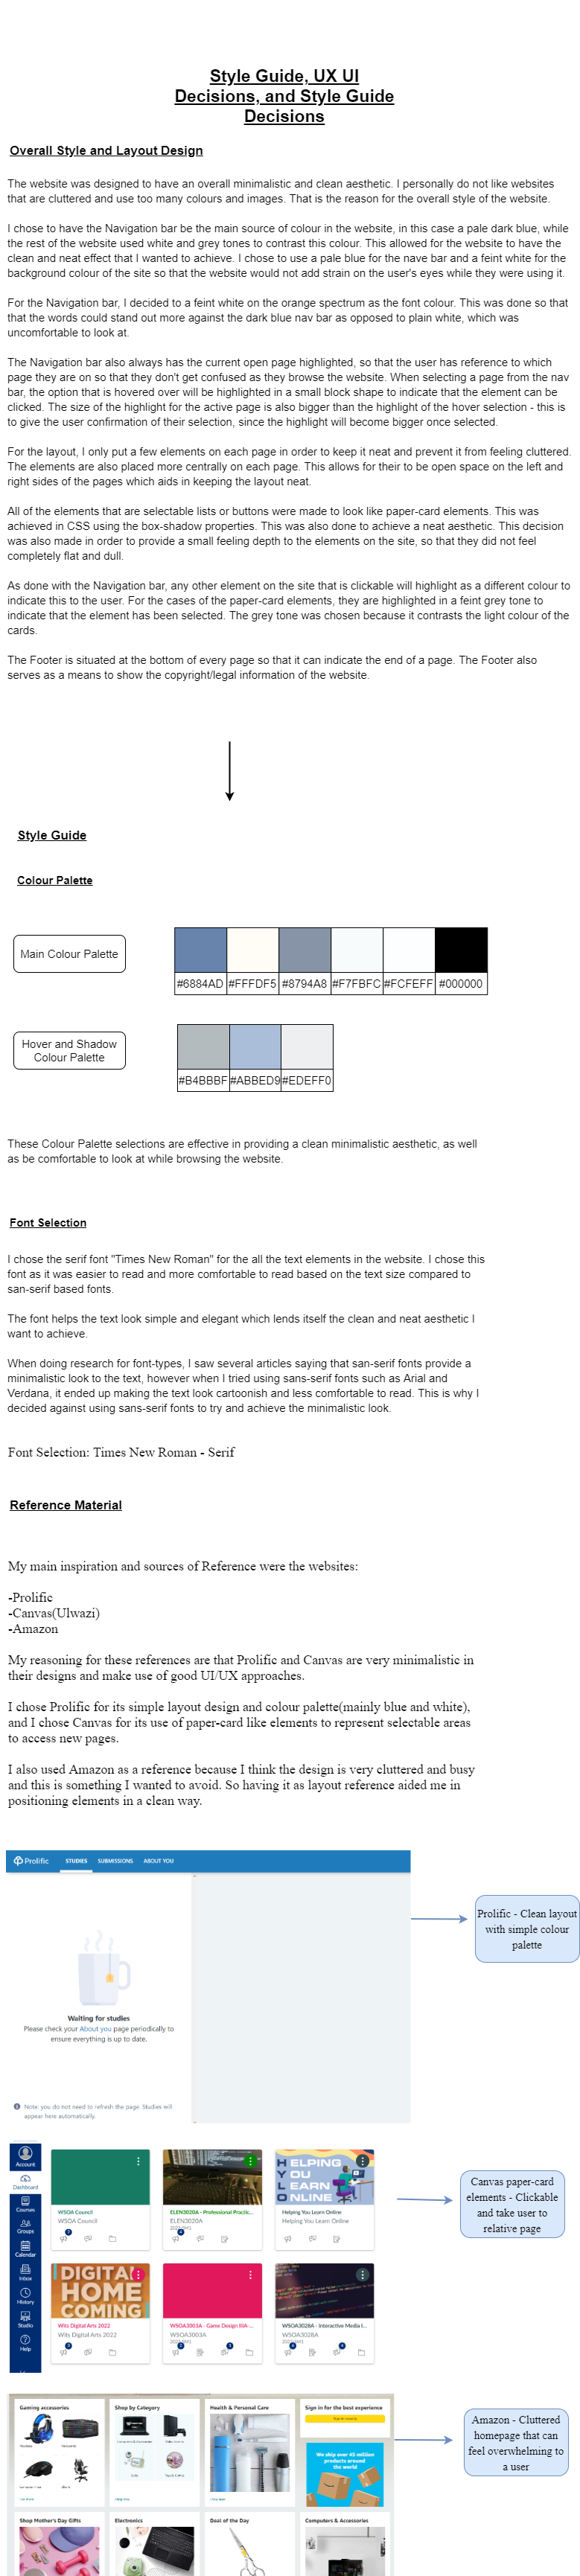 Style Guide, UX UI
Decisions, and Style Guide
Decisions
Overall Style and Layout Design
The website was designed to have an overall minimalistic and clean aesthetic. I personally do not like websites
that are cluttered and use too many colours and images. That is the reason for the overall style of the website.
I chose to have the Navigation bar be the main source of colour in the website, in this case a pale dark blue, while
the rest of the website used white and grey tones to contrast this colour. This allowed for the website to have the
clean and neat effect that I wanted to achieve. I chose to use a pale blue for the nave bar and a feint white for the
background colour of the site so that the website would not add strain on the user's eyes while they were using it.
For the Navigation bar, I decided to a feint white on the orange spectrum as the font colour. This was done so that
that the words could stand out more against the dark blue nav bar as opposed to plain white, which was
uncomfortable to look at.
The Navigation bar also always has the current open page highlighted, so that the user has reference to which
page they are on so that they don't get confused as they browse the website. When selecting a page from the nav
bar, the option that is hovered over will be highlighted in a small block shape to indicate that the element can be
clicked. The size of the highlight for the active page is also bigger than the highlight of the hover selection - this is
to give the user confirmation of their selection, since the highlight will become bigger once selected.
For the layout, I only put a few elements on each page in order to keep it neat and prevent it from feeling cluttered.
The elements are also placed more centrally on each page. This allows for their to be open space on the left and
right sides of the pages which aids in keeping the layout neat.
All of the elements that are selectable lists or buttons were made to look like paper-card elements. This was
achieved in CSS using the box-shadow properties. This was also done to achieve a neat aesthetic. This decision
was also made in order to provide a small feeling depth to the elements on the site, so that they did not feel
completely flat and dull.
As done with the Navigation bar, any other element on the site that is clickable will highlight as a different colour to
indicate this to the user. For the cases of the paper-card elements, they are highlighted in a feint grey tone to
indicate that the element has been selected. The grey tone was chosen because it contrasts the light colour of the
cards.
The Footer is situated at the bottom of every page so that it can indicate the end of a page. The Footer also
serves as a means to show the copyright/legal information of the website.
Style Guide
Colour Palette
Main Colour Palette
#6884AD #FFFDF5 #8794A8 #F7FBFC #FCFEFF #000000
Hover and Shadow
Colour Palette
#B4BBBF #ABBED9 #EDEFF0
These Colour Palette selections are effective in providing a clean minimalistic aesthetic, as well
as be comfortable to look at while browsing the website.
Font Selection
I chose the serif font "Times New Roman" for the all the text elements in the website. I chose this
font as it was easier to read and more comfortable to read based on the text size compared to
san-serif based fonts.
The font helps the text look simple and elegant which lends itself the clean and neat aesthetic I
want to achieve.
When doing research for font-types, I saw several articles saying that san-serif fonts provide a
minimalistic look to the text, however when I tried using sans-serif fonts such as Arial and
Verdana, it ended up making the text look cartoonish and less comfortable to read. This is why I
decided against using sans-serif fonts to try and achieve the minimalistic look.
Font Selection: Times New Roman - Serif
Reference Material
My main inspiration and sources of Reference were the websites:
-Prolific
-Canvas(Ulwazi)
-Amazon
My reasoning for these references are that Prolific and Canvas are very minimalistic in
their designs and make use of good UI/UX approaches.
I chose Prolific for its simple layout design and colour palette(mainly blue and white),
and I chose Canvas for its use of paper-card like elements to represent selectable areas
to access new pages.
I also used Amazon as a reference because I think the design is very cluttered and busy
and this is something I wanted to avoid. So having it as layout reference aided me in
positioning elements in a clean way.
Prolific STUDIES SUBMISSIONS ABOUT YOU
Waiting for studies
Please check your About you page periodically to
ensure everything is up to date.
Note: you do not need to refresh the page. Studies will
appear here automatically.
Prolific - Clean layout
with simple colour
palette
Account
Dashboard
Courses
Groups
Calendar
Inbox
History
Studio
Help
WSOA Council
WSOA Council
ELEN3020A - Professional Practic...
ELEN3020A
HELPING
YOU
LEARN
ONLINE
Helping You Learn Online
Helping You Learn Online
DIGITAL
HOME
COMING
Wits Digital Arts 2022
Wits Digital Arts 2022
WSOA3003A - Game Design IIIA-...
WSOA3003A
WSOA3028A - Interactive Media I...
WSOA3028A
Canvas paper-card
elements - Clickable
and take user to
relative page
Gaming accessories
Shop by Category
Health & Personal Care
Sign in for the best experience
We ship over 45 million
products around
the world
Shop Mother's Day Gifts
Electronics
Deal of the Day
Computers & Accessories
Amazon - Cluttered
homepage that can
feel overwhelming to
a user